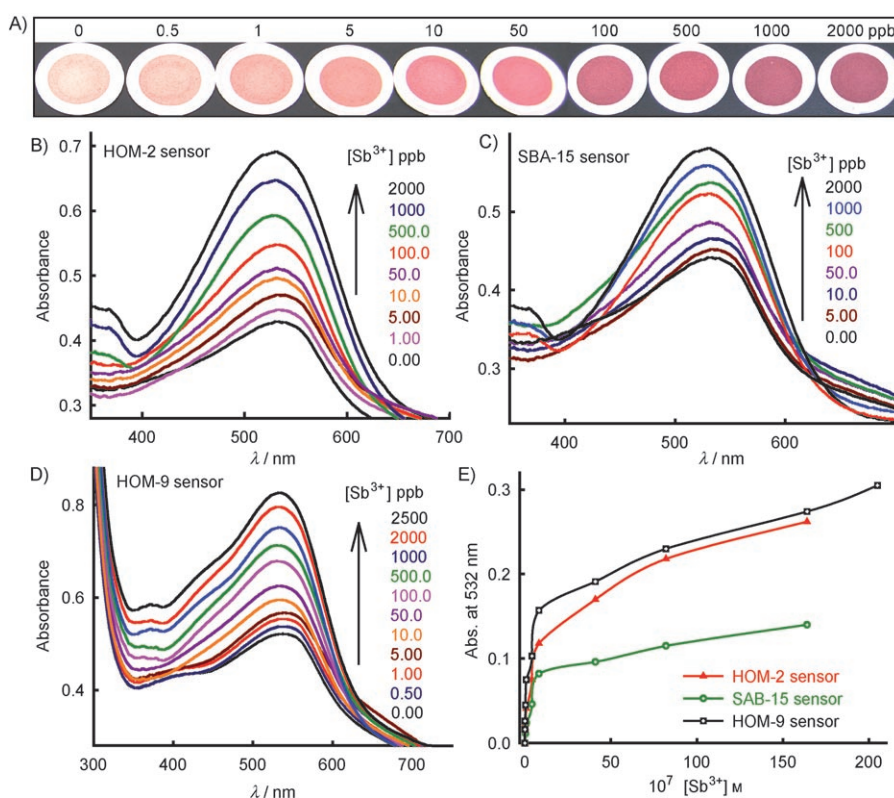 A) 0 0.5 1 5 10 50 100 500 1000 2000 ppb
B) HOM-2 sensor
[Sb3+] ppb
2000
1000
500.0
100.0
50.0
10.0
5.00
1.00
0.00
0.7
0.6
0.5
0.4
0.3
Absorbance
400 500 600 700
λ / nm
C) SBA-15 sensor
[Sb3+] ppb
2000
1000
500
100
50.0
10.0
5.00
0.00
0.5
0.4
0.3
Absorbance
400 500 600
λ / nm
D) HOM-9 sensor
[Sb3+] ppb
2500
2000
1000
500.0
100.0
50.0
10.0
5.00
1.00
0.50
0.00
0.8
0.6
0.4
Absorbance
300 400 500 600 700
λ / nm
E)
0.3
0.2
0.1
0.0
Abs. at 532 nm
HOM-2 sensor
SAB-15 sensor
HOM-9 sensor
0 50 100 150 200
10^7 [Sb3+] M